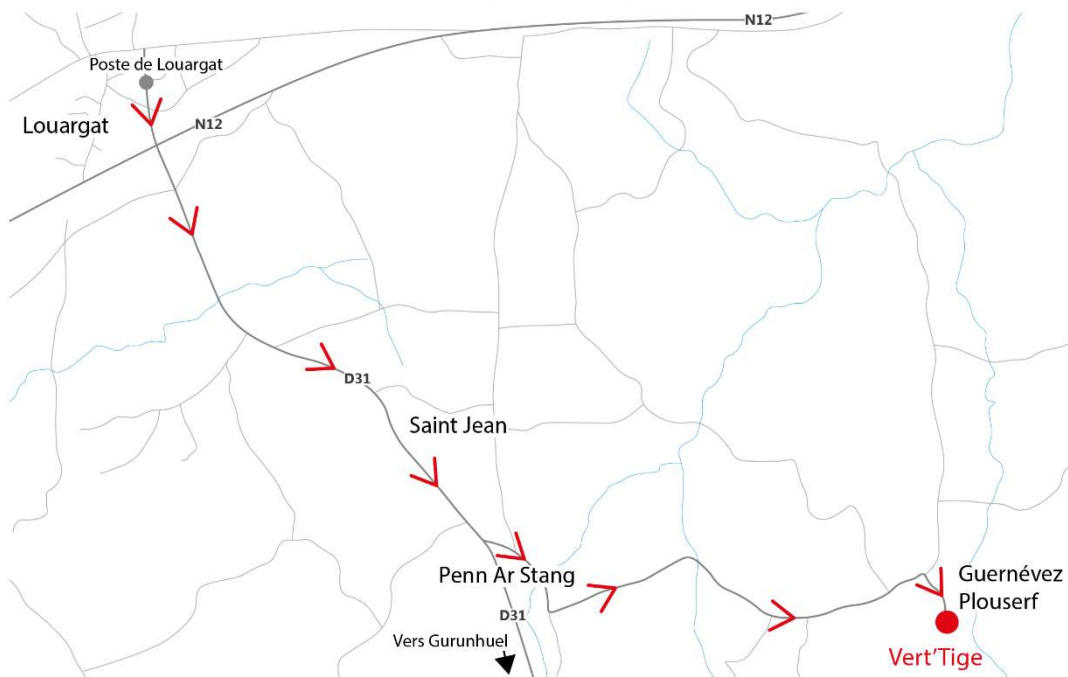 N12
Poste de Louargat
Louargat
N12
D31
Saint Jean
Penn Ar Stang
Guernévez
Plouserf
D31
Vers Gurunhuel
Vert'Tige